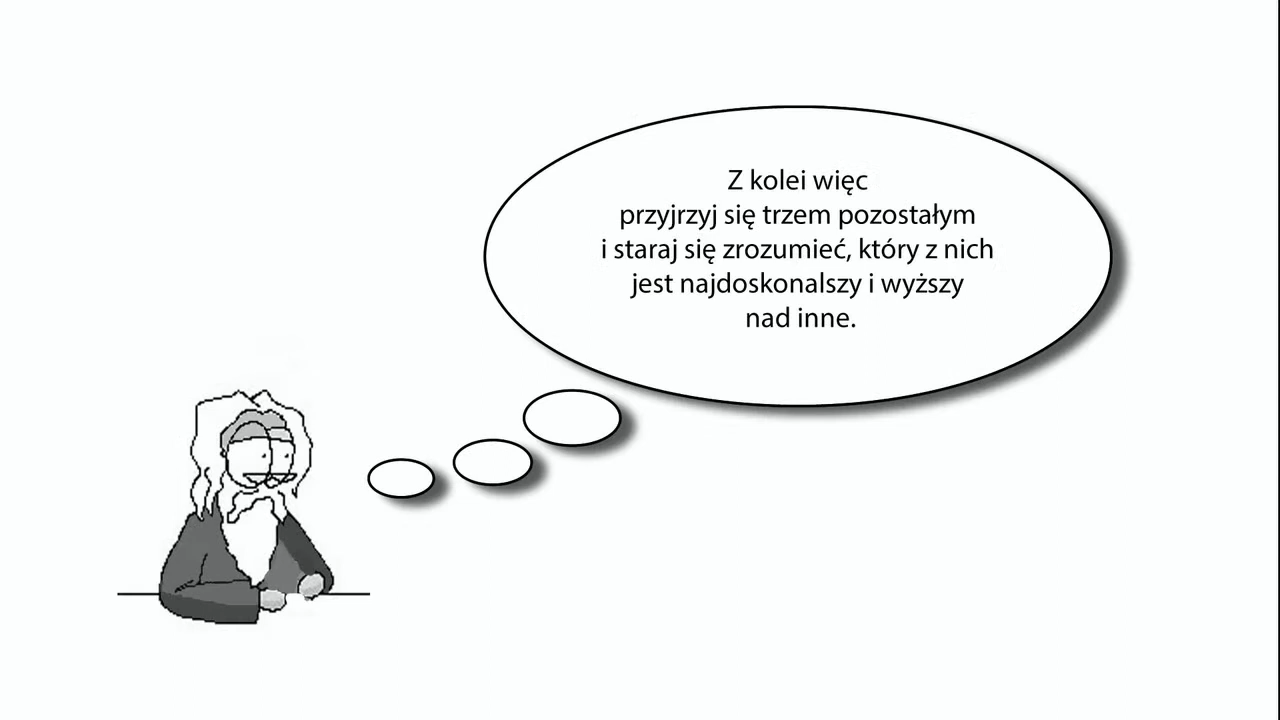 Z kolei więc
przyjrzyj się trzem pozostałym
i staraj się zrozumieć, który z nich
jest najdoskonalszy i wyższy
nad inne.